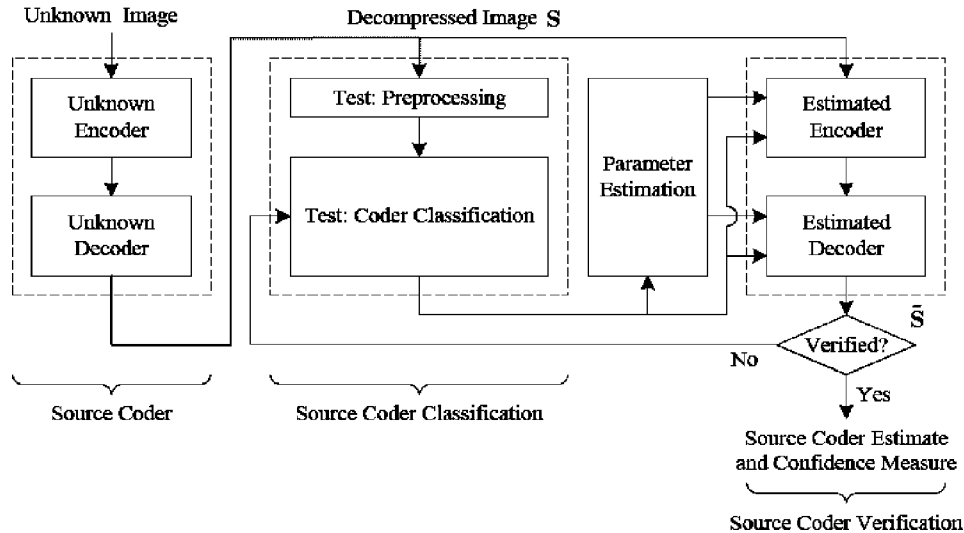 Unknown Image
Decompressed Image S
Unknown
Encoder
Unknown
Decoder
Source Coder
Test: Preprocessing
Test: Coder Classification
Source Coder Classification
Parameter
Estimation
Estimated
Encoder
Estimated
Decoder
S̃
Verified?
No
Yes
Source Coder Estimate
and Confidence Measure
Source Coder Verification